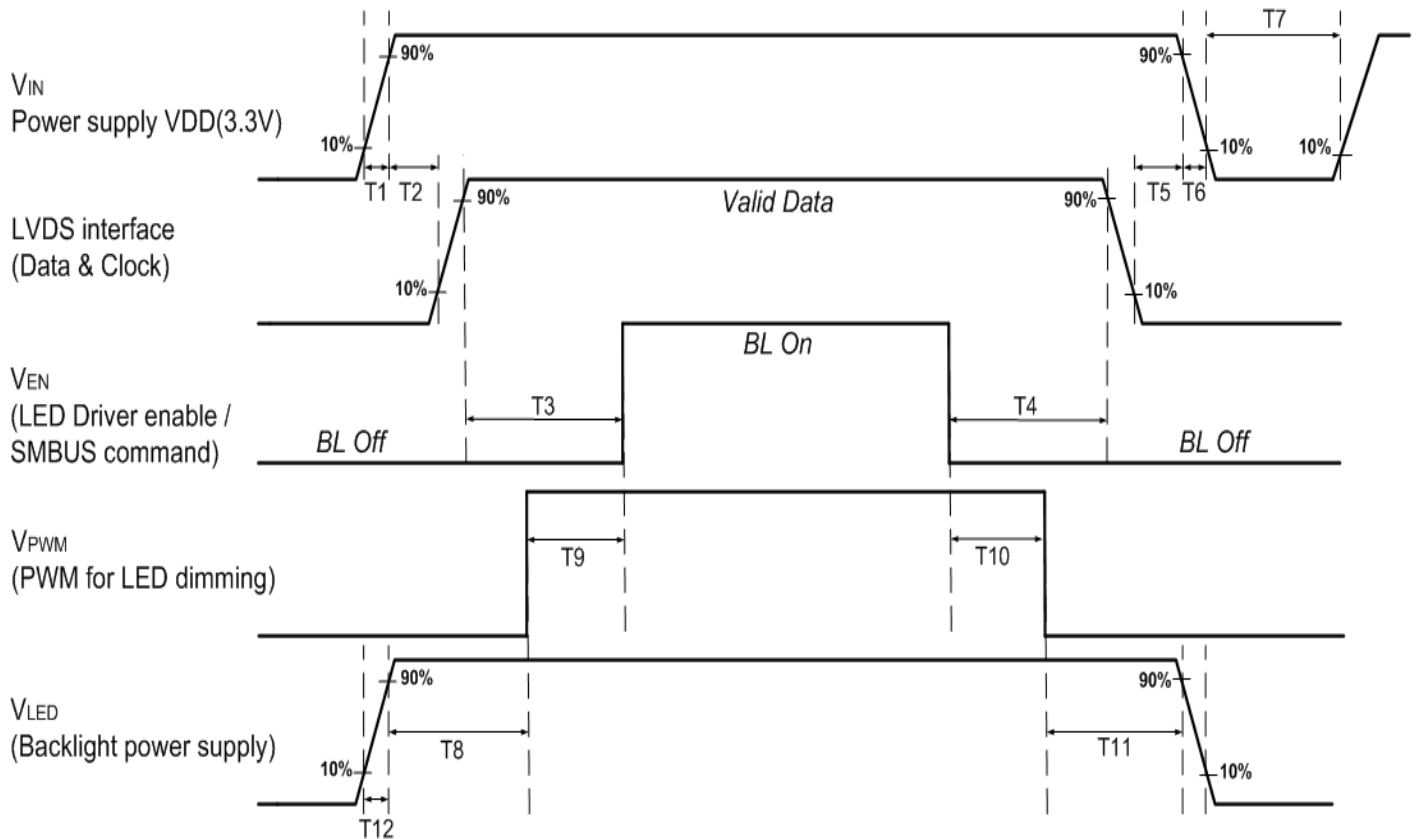 T7
90%
90%
VIN
Power supply VDD(3.3V)
10%
10%
10%
T1
T2
T5
T6
90%
Valid Data
90%
LVDS interface
(Data & Clock)
10%
10%
BL On
VEN
(LED Driver enable /
SMBUS command)
T3
T4
BL Off
BL Off
VPWM
(PWM for LED dimming)
T9
T10
90%
90%
VLED
(Backlight power supply)
T8
T11
10%
10%
T12